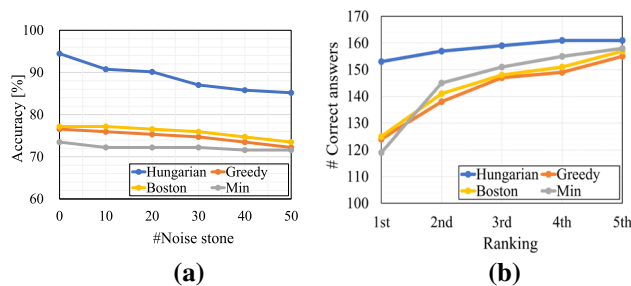 100
90
80
70
60
Accuracy [%]
0 10 20 30 40 50
#Noise stone
Hungarian Greedy
Boston Min
(a)
170
160
150
140
130
120
110
100
# Correct answers
1st 2nd 3rd 4th 5th
Ranking
Hungarian Greedy
Boston Min
(b)